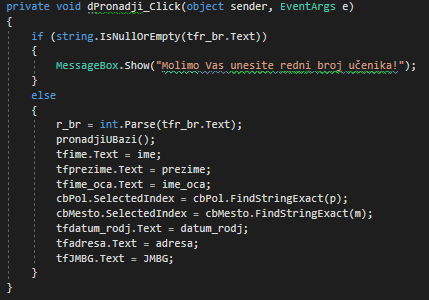 private void dPronadji_Click(object sender, EventArgs e)
{
if (string.IsNullOrEmpty(tfr_br.Text))
{
MessageBox.Show("Molimo Vas unesite redni broj učenika!");
}
else
{
r_br = int.Parse(tfr_br.Text);
pronadjiUBazi();
tfime.Text = ime;
tfprezime.Text = prezime;
tfime_oca.Text = ime_oca;
cbPol.SelectedIndex = cbPol.FindStringExact(p);
cbMesto.SelectedIndex = cbMesto.FindStringExact(m);
tfdatum_rodj.Text = datum_rodj;
tfadresa.Text = adresa;
tfJMBG.Text = JMBG;
}
}